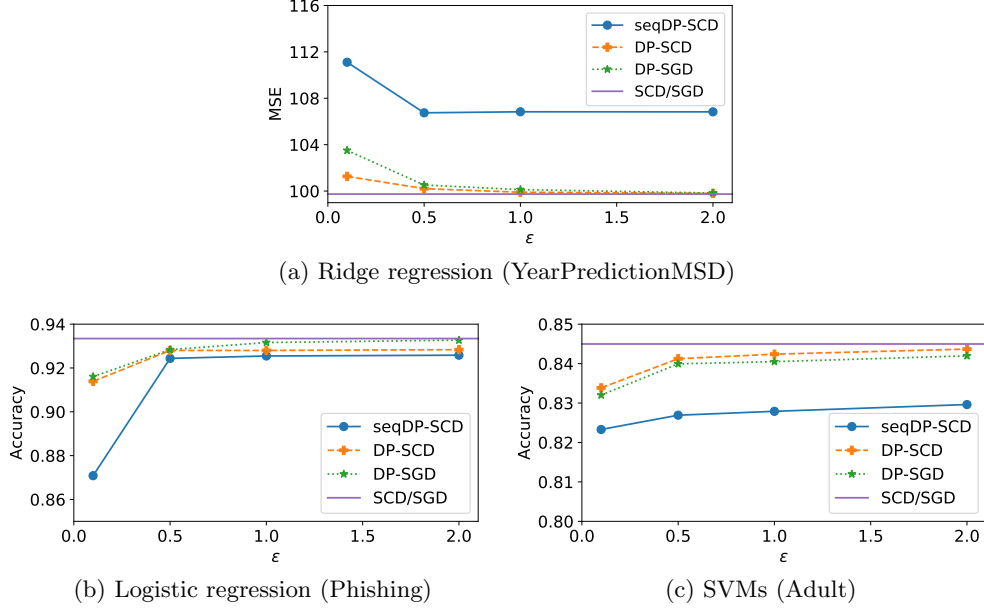 116
112
108
104
100
MSE
seqDP-SCD
DP-SCD
DP-SGD
SCD/SGD
0.0 0.5 1.0 1.5 2.0
ε
(a) Ridge regression (YearPredictionMSD)
0.94
0.92
0.90
0.88
0.86
Accuracy
seqDP-SCD
DP-SCD
DP-SGD
SCD/SGD
0.0 0.5 1.0 1.5 2.0
ε
(b) Logistic regression (Phishing)
0.85
0.84
0.83
0.82
0.80
Accuracy
seqDP-SCD
DP-SCD
DP-SGD
SCD/SGD
0.0 0.5 1.0 1.5 2.0
ε
(c) SVMs (Adult)